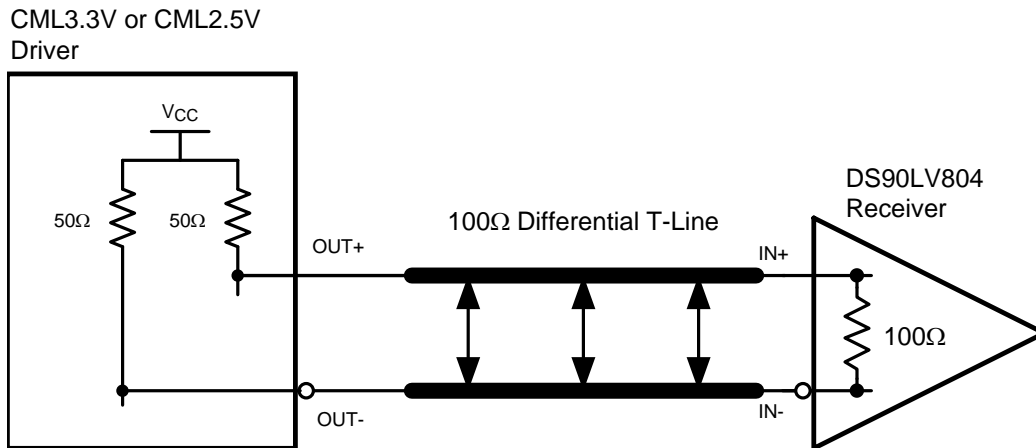 CML3.3V or CML2.5V
Driver
VCC
50Ω
50Ω
OUT+
OUT-
100Ω Differential T-Line
IN+
IN-
DS90LV804
Receiver
100Ω